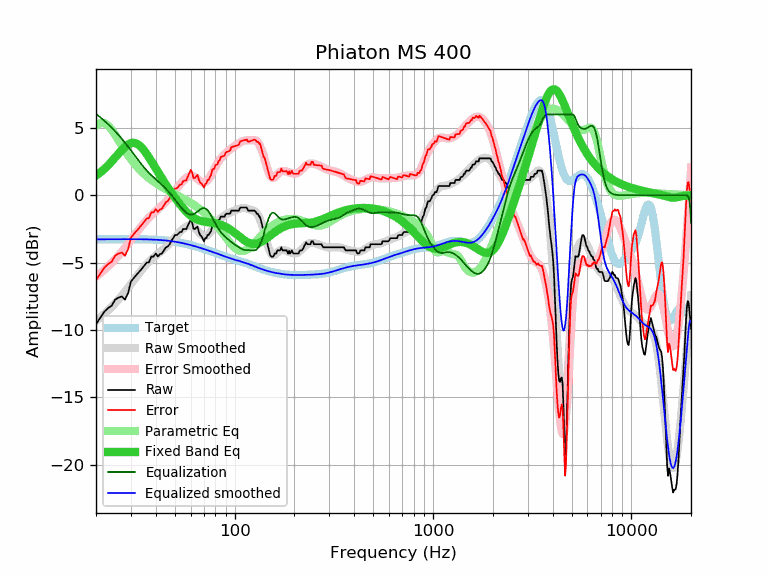 Phiaton MS 400
Amplitude (dBr)
5
0
−5
−10
−15
−20
Target
Raw Smoothed
Error Smoothed
Raw
Error
Parametric Eq
Fixed Band Eq
Equalization
Equalized smoothed
100
1000
10000
Frequency (Hz)